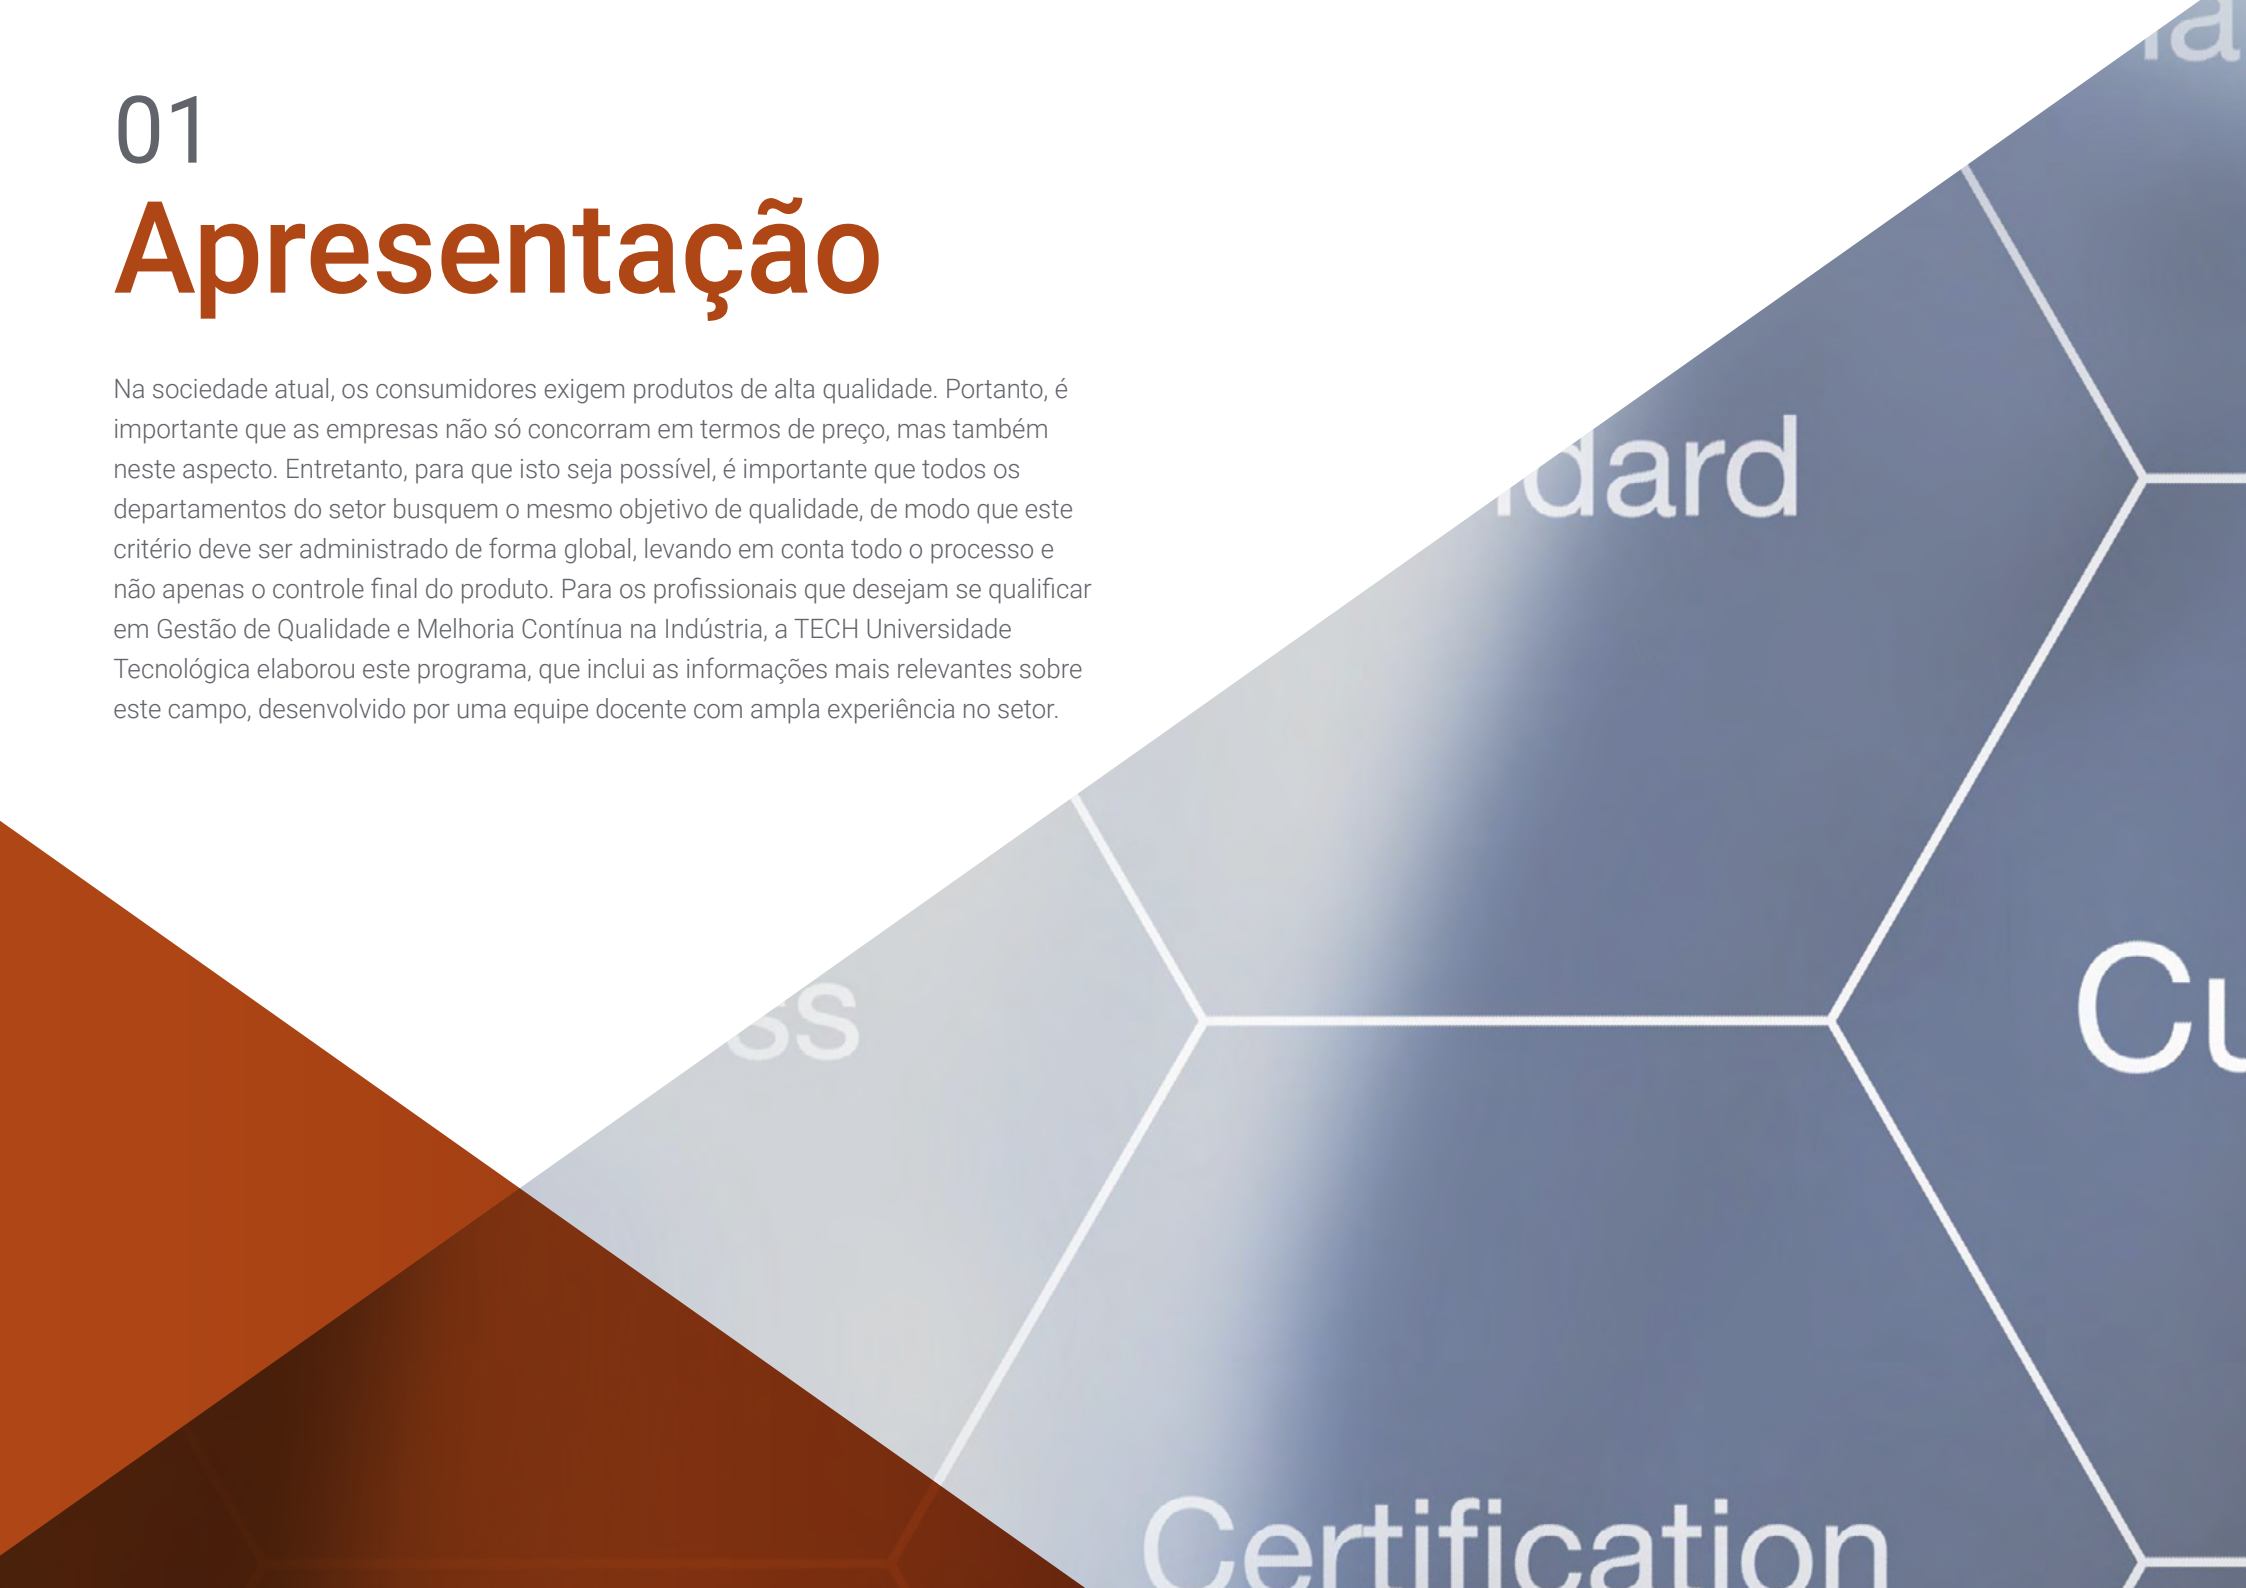 01
Apresentação
Na sociedade atual, os consumidores exigem produtos de alta qualidade. Portanto, é
importante que as empresas não só concorram em termos de preço, mas também
neste aspecto. Entretanto, para que isto seja possível, é importante que todos os
departamentos do setor busquem o mesmo objetivo de qualidade, de modo que este
critério deve ser administrado de forma global, levando em conta todo o processo e
não apenas o controle final do produto. Para os profissionais que desejam se qualificar
em Gestão de Qualidade e Melhoria Contínua na Indústria, a TECH Universidade
Tecnológica elaborou este programa, que inclui as informações mais relevantes sobre
este campo, desenvolvido por uma equipe docente com ampla experiência no setor.
dard
Cu
ss
Certification